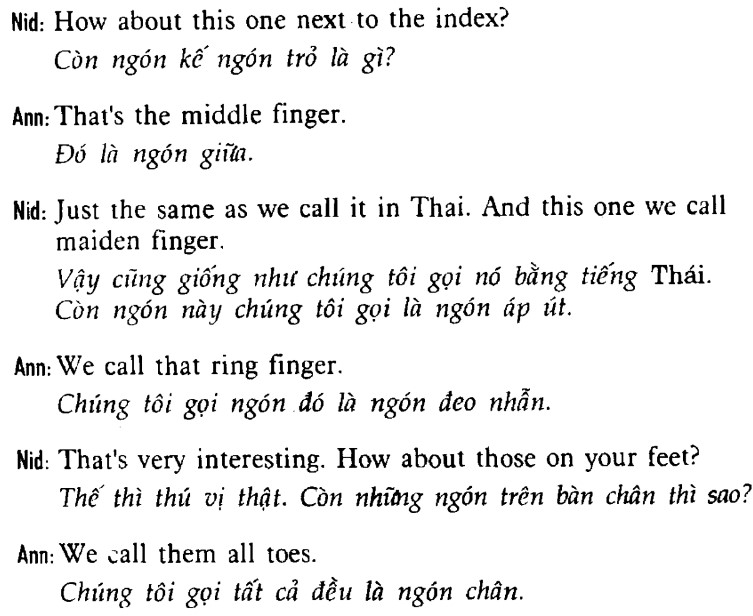 Nid: How about this one next to the index?
Còn ngón kế ngón trỏ là gì?
Ann: That's the middle finger.
Đó là ngón giữa.
Nid: Just the same as we call it in Thai. And this one we call
maiden finger.
Vậy cũng giống như chúng tôi gọi nó bằng tiếng Thái.
Còn ngón này chúng tôi gọi là ngón áp út.
Ann: We call that ring finger.
Chúng tôi gọi ngón đó là ngón đeo nhẫn.
Nid: That's very interesting. How about those on your feet?
Thế thì thú vị thật. Còn những ngón trên bàn chân thì sao?
Ann: We call them all toes.
Chúng tôi gọi tất cả đều là ngón chân.